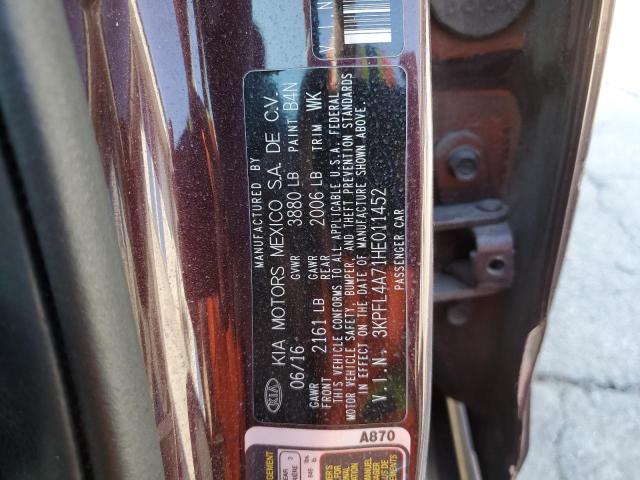 V.I.N
MANUFACTURED BY
KIA KIA MOTORS MEXICO S.A. DE C.V.
06/16 GVWR 3880 LB PAINT B4N
GAWR FRONT 2161 LB GAWR REAR 2006 LB TRIM WK
THIS VEHICLE CONFORMS TO ALL APPLICABLE U.S.A. FEDERAL
MOTOR VEHICLE SAFETY, BUMPER, AND THEFT PREVENTION STANDARDS
IN EFFECT ON THE DATE OF MANUFACTURE SHOWN ABOVE.
V.I.N. 3KPFL4A71HE011452
PASSENGER CAR
A870